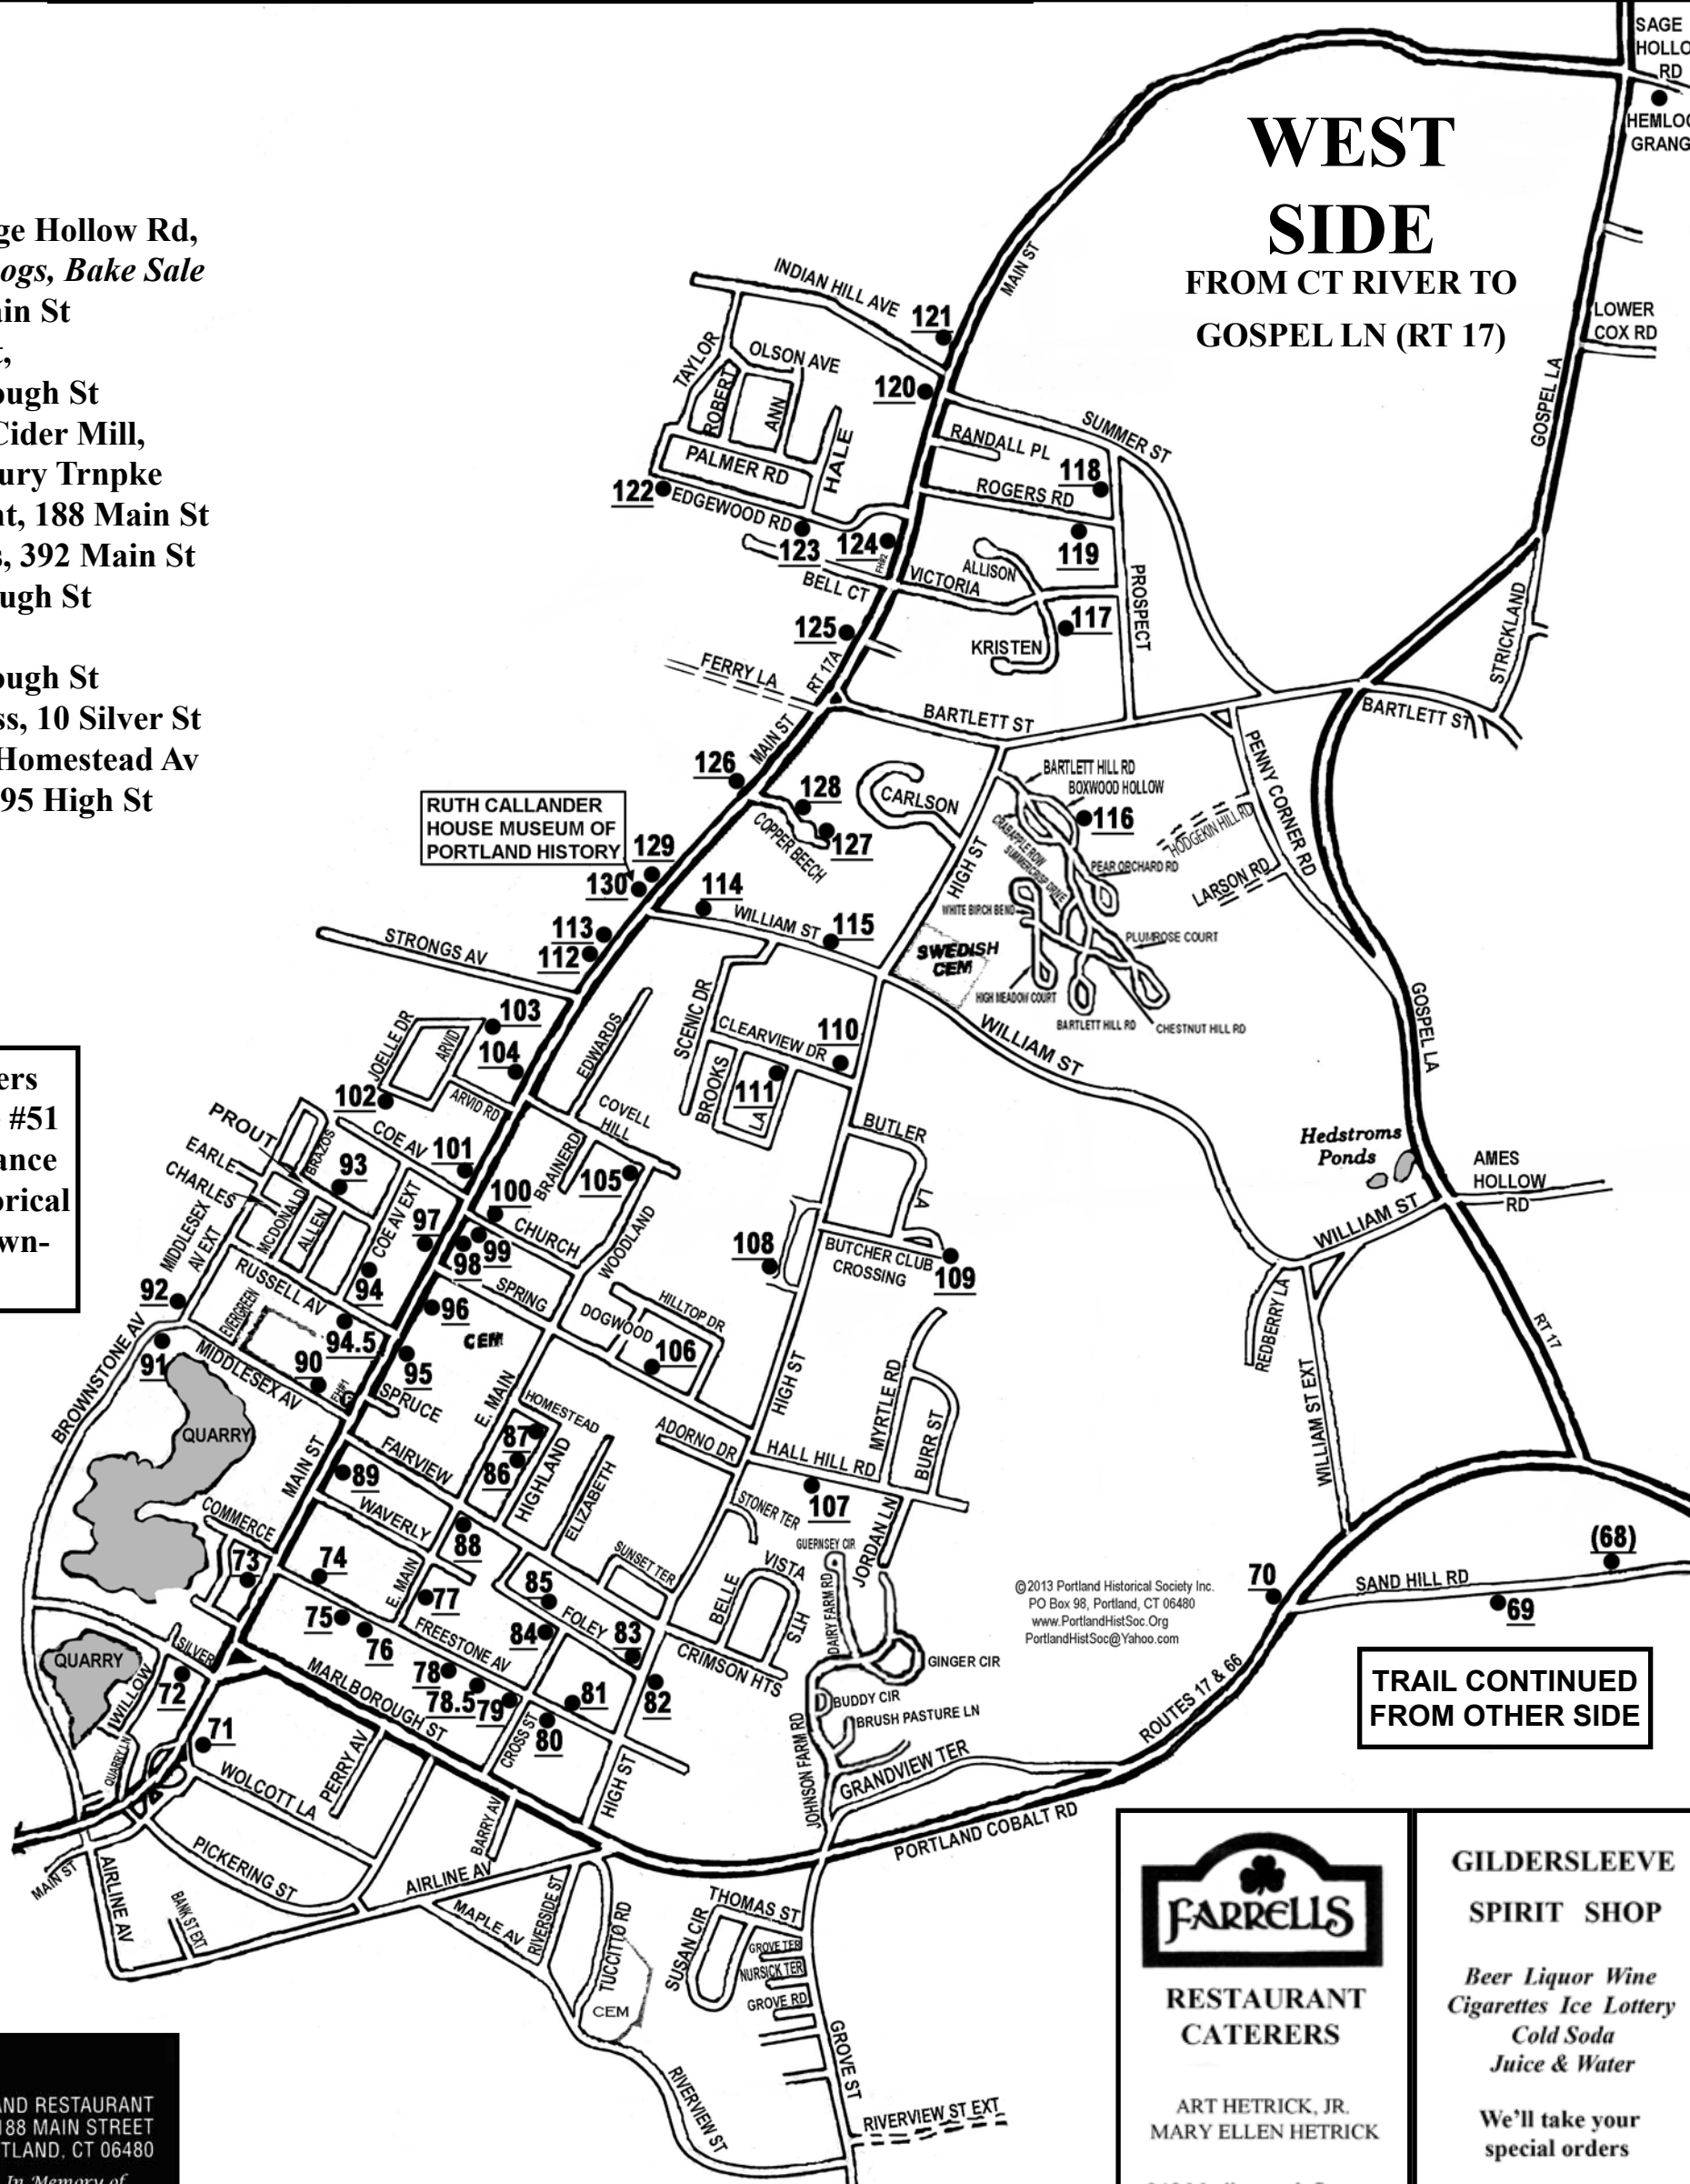 SAGE
HOLLO
RD
HEMLOC
GRANG
WEST
SIDE
FROM CT RIVER TO
GOSPEL LN (RT 17)
ge Hollow Rd,
ogs, Bake Sale
ain St
t,
ough St
Cider Mill,
ury Trnpke
nt, 188 Main St
s, 392 Main St
ugh St
ough St
ss, 10 Silver St
Homestead Av
95 High St
MAIN ST
INDIAN HILL AVE
121
LOWER
COX RD
GOSPEL LA
TAYLOR
OLSON AVE
ROBERT
ANN
HALE
120
SUMMER ST
RANDALL PL
118
PALMER RD
ROGERS RD
122
EDGEWOOD RD
123
124
FH#2
119
ALLISON
VICTORIA
BELL CT
PROSPECT
117
125
KRISTEN
STRICKLAND
FERRY LA
RT 17A
BARTLETT ST
BARTLETT ST
MAIN ST
126
128
CARLSON
BARTLETT HILL RD
BOXWOOD HOLLOW
116
PENNY CORNER RD
HODGEKIN HILL RD
RUTH CALLANDER
HOUSE MUSEUM OF
PORTLAND HISTORY
129
COPPER BEECH
127
CRABAPPLE ROW
SUMMERCRISP DRIVE
PEAR ORCHARD RD
HIGH ST
130
114
LARSON RD
WHITE BIRCH BEND
WILLIAM ST
115
113
112
STRONGS AV
SWEDISH
CEM
PLUMROSE COURT
HIGH MEADOW COURT
BARTLETT HILL RD
CHESTNUT HILL RD
GOSPEL LA
103
JOELLE DR
ARVID
104
EDWARDS
SCENIC DR
CLEARVIEW DR
110
WILLIAM ST
ers
#51
ance
orical
wn-
102
ARVID RD
BROOKS
111
LA
COVELL
HILL
PROUT
EARLE
CHARLES
BRAZOS
COE AV
101
BUTLER
LA
Hedstroms
Ponds
AMES
HOLLOW
RD
93
BRAINERD
105
100
MIDDLESEX
AV EXT
MCDONALD
ALLEN
COE AV EXT
97
CHURCH
WOODLAND
WILLIAM ST
98
99
108
BUTCHER CLUB
CROSSING
109
RUSSELL AV
94
SPRING
92
EVERGREEN
96
DOGWOOD
HILLTOP DR
REDBERRY LA
RT 17
94.5
CEM
106
91
MIDDLESEX AV
90
95
FH#1
SPRUCE
HIGH ST
MYRTLE RD
BROWNSTONE AV
E. MAIN
HOMESTEAD
QUARRY
87
ADORNO DR
HALL HILL RD
BURR ST
WILLIAM ST EXT
MAIN ST
FAIRVIEW
86
HIGHLAND
ELIZABETH
89
107
COMMERCE
WAVERLY
STONER TER
JORDAN LN
88
GUERNSEY CIR
(68)
73
74
SUNSET TER
VISTA
E. MAIN
85
BELLE
HTS
DAIRY FARM RD
©2013 Portland Historical Society Inc.
PO Box 98, Portland, CT 06480
www.PortlandHistSoc.Org
PortlandHistSoc@Yahoo.com
70
SAND HILL RD
69
77
75
76
FREESTONE AV
84
FOLEY
83
SILVER
QUARRY
MARLBOROUGH ST
78
CRIMSON HTS
GINGER CIR
WILLOW
72
78.5
79
81
82
BUDDY CIR
BRUSH PASTURE LN
TRAIL CONTINUED
FROM OTHER SIDE
71
CROSS ST
80
QUARRY LN
PERRY AV
JOHNSON FARM RD
ROUTES 17 & 66
WOLCOTT LA
HIGH ST
GRANDVIEW TER
BARRY AV
PORTLAND COBALT RD
PICKERING ST
MAIN ST
AIRLINE AV
AIRLINE AV
BANK ST EXT
MAPLE AV
RIVERSIDE ST
TUCCITTO RD
THOMAS ST
SUSAN CIR
GROVE TER
NURSICK TER
GROVE RD
CEM
GROVE ST
RIVERVIEW ST
RIVERVIEW ST EXT
FARRELLS
RESTAURANT
CATERERS
ART HETRICK, JR.
MARY ELLEN HETRICK
GILDERSLEEVE
SPIRIT SHOP
Beer Liquor Wine
Cigarettes Ice Lottery
Cold Soda
Juice & Water
We'll take your
special orders
AND RESTAURANT
188 MAIN STREET
TLAND, CT 06480
In Memory of